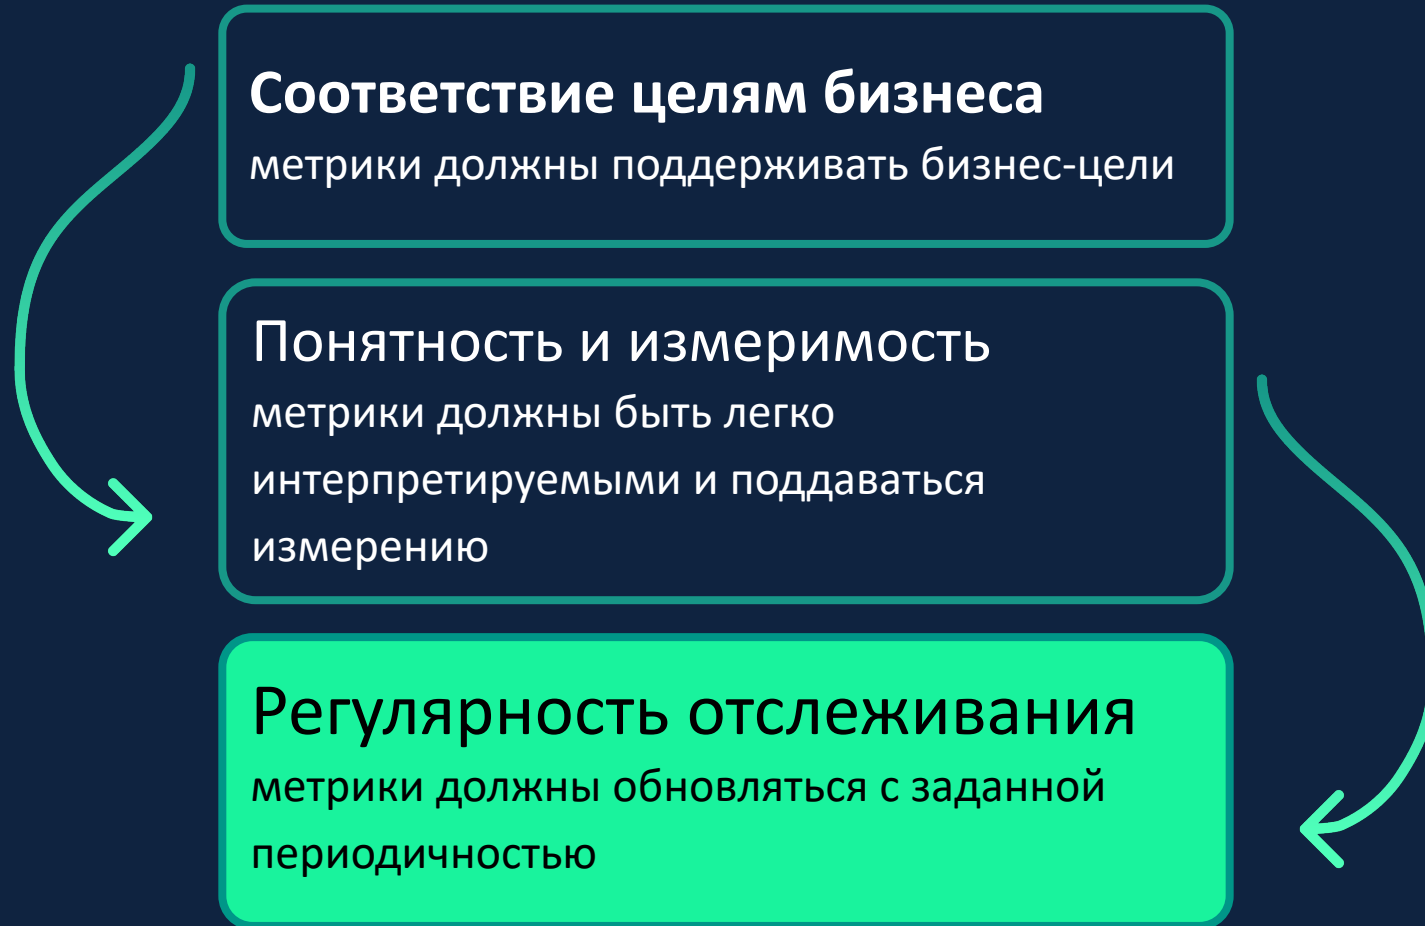 Соответствие целям бизнеса
метрики должны поддерживать бизнес-цели
Понятность и измеримость
метрики должны быть легко
интерпретируемыми и поддаваться
измерению
Регулярность отслеживания
метрики должны обновляться с заданной
периодичностью